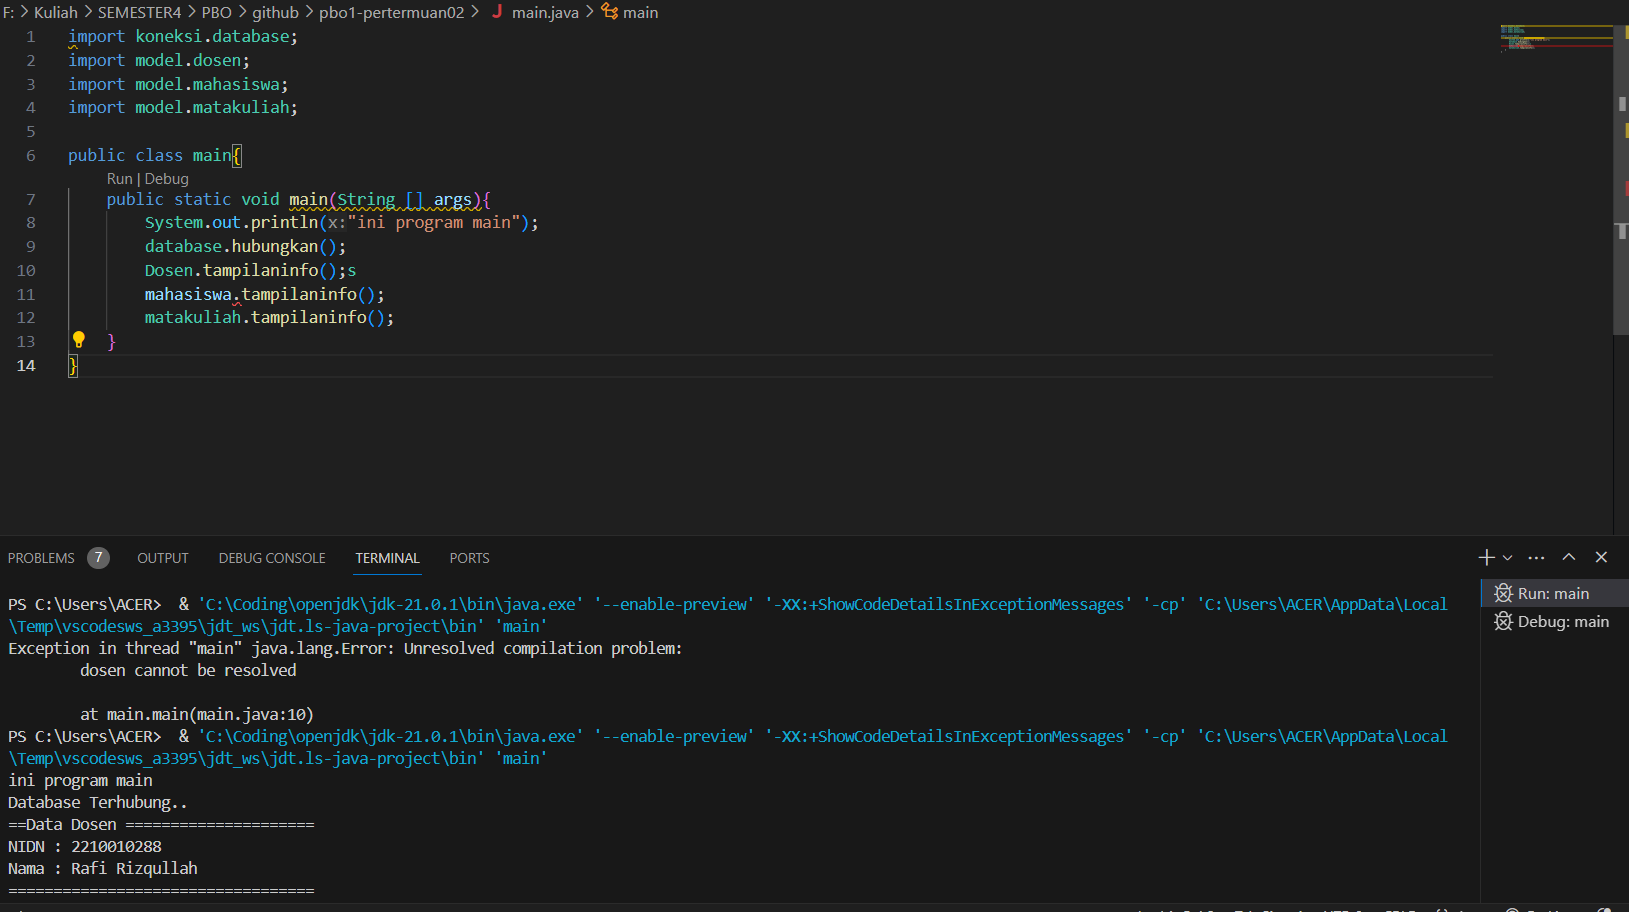 F: > Kuliah > SEMESTER4 > PBO > github > pbo1-pertermuan02 > J main.java > main
1 import koneksi.database;
2 import model.dosen;
3 import model.mahasiswa;
4 import model.matakuliah;
5
6 public class main{
Run | Debug
7 public static void main(String [] args){
8 System.out.println(x:"ini program main");
9 database.hubungkan();
10 Dosen.tampilaninfo();s
11 mahasiswa.tampilaninfo();
12 matakuliah.tampilaninfo();
13 }
14 }
PROBLEMS 7 OUTPUT DEBUG CONSOLE TERMINAL PORTS
Run: main
Debug: main
PS C:\Users\ACER> & 'C:\Coding\openjdk\jdk-21.0.1\bin\java.exe' '--enable-preview' '-XX:+ShowCodeDetailsInExceptionMessages' '-cp' 'C:\Users\ACER\AppData\Local
\Temp\vscodesws_a3395\jdt_ws\jdt.ls-java-project\bin' 'main'
Exception in thread "main" java.lang.Error: Unresolved compilation problem:
dosen cannot be resolved
at main.main(main.java:10)
PS C:\Users\ACER> & 'C:\Coding\openjdk\jdk-21.0.1\bin\java.exe' '--enable-preview' '-XX:+ShowCodeDetailsInExceptionMessages' '-cp' 'C:\Users\ACER\AppData\Local
\Temp\vscodesws_a3395\jdt_ws\jdt.ls-java-project\bin' 'main'
ini program main
Database Terhubung..
==Data Dosen =====================
NIDN : 2210010288
Nama : Rafi Rizqullah
==================================